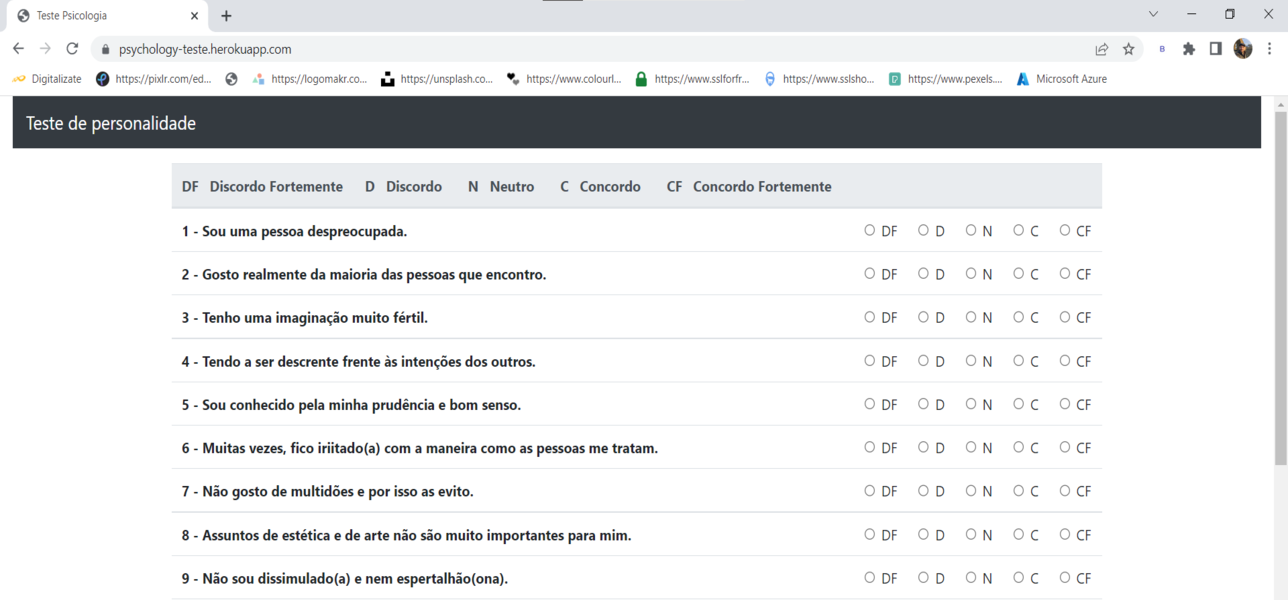 Teste Psicologia
psychology-teste.herokuapp.com
Digitalizate https://pixlr.com/ed... https://logomakr.co... https://unsplash.co... https://www.colourl... https://www.sslforfr... https://www.sslsho... https://www.pexels.... Microsoft Azure
Teste de personalidade
DF Discordo Fortemente D Discordo N Neutro C Concordo CF Concordo Fortemente
1 - Sou uma pessoa despreocupada. DF D N C CF
2 - Gosto realmente da maioria das pessoas que encontro. DF D N C CF
3 - Tenho uma imaginação muito fértil. DF D N C CF
4 - Tendo a ser descrente frente às intenções dos outros. DF D N C CF
5 - Sou conhecido pela minha prudência e bom senso. DF D N C CF
6 - Muitas vezes, fico iriitado(a) com a maneira como as pessoas me tratam. DF D N C CF
7 - Não gosto de multidões e por isso as evito. DF D N C CF
8 - Assuntos de estética e de arte não são muito importantes para mim. DF D N C CF
9 - Não sou dissimulado(a) e nem espertalhão(ona). DF D N C CF